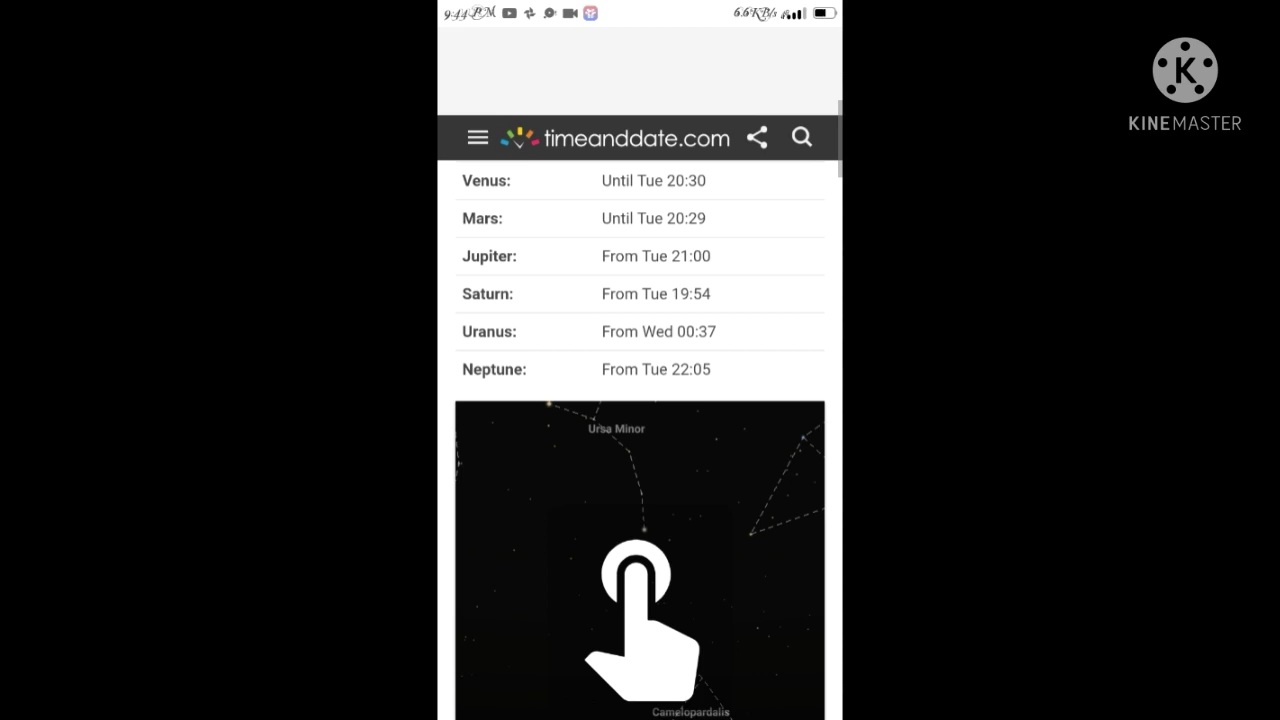 9:44 PM 6.6KB/s
K
KINEMASTER
timeanddate.com
Venus: Until Tue 20:30
Mars: Until Tue 20:29
Jupiter: From Tue 21:00
Saturn: From Tue 19:54
Uranus: From Wed 00:37
Neptune: From Tue 22:05
Ursa Minor
Camelopardalis